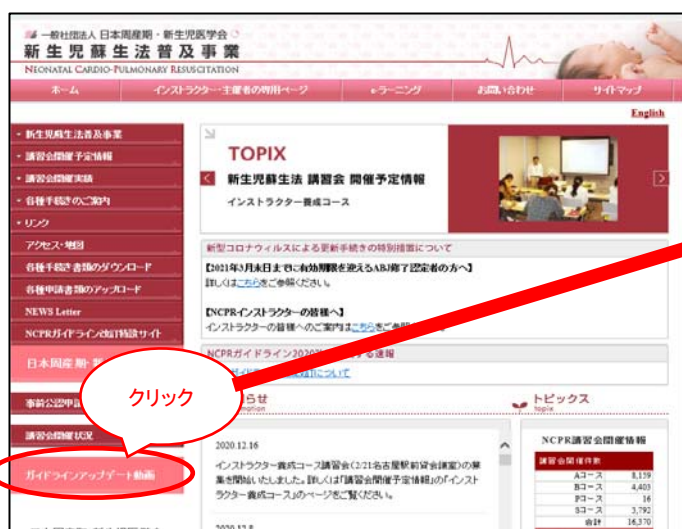 一般社団法人 日本周産期・新生児医学会
新生児蘇生法普及事業
NEONATAL CARDIO-PULMONARY RESUSCITATION
ホーム
インストラクター・主催者の専用ページ
e-ラーニング
お問い合わせ
サイトマップ
English
新生児蘇生法普及事業
講習会開催予定情報
講習会開催実績
各種手続きのご案内
リンク
アクセス・地図
各種手続き書類のダウンロード
各種申請書類のアップロード
NEWS Letter
NCPRガイドライン改訂特設サイト
日本周産期・新
事前公認申請
講習会開催状況
ガイドラインアップデート動画
クリック
TOPIX
新生児蘇生法 講習会 開催予定情報
インストラクター養成コース
新型コロナウィルスによる更新手続きの特別措置について
【2021年3月末日までに有効期限を迎えるABJ修了認定者の方へ】
詳しくはこちらをご参照ください。
【NCPRインストラクターの皆様へ】
インストラクターの皆様へのご案内はこちらをご参照
NCPRガイドライン2020 する速報
について
らせ
2020.12.16
インストラクター養成コース講習会(2/21名古屋駅前貸会議室)の募
集を開始いたしました。詳しくは「講習会開催予定情報」の「インスト
ラクター養成コース」のページをご覧ください。
2020.12.8
トピックス
topix
NCPR講習会開催情報
講習会開催件数
Aコース 8,159
Bコース 4,403
Pコース 16
Sコース 3,792
合計 16,370